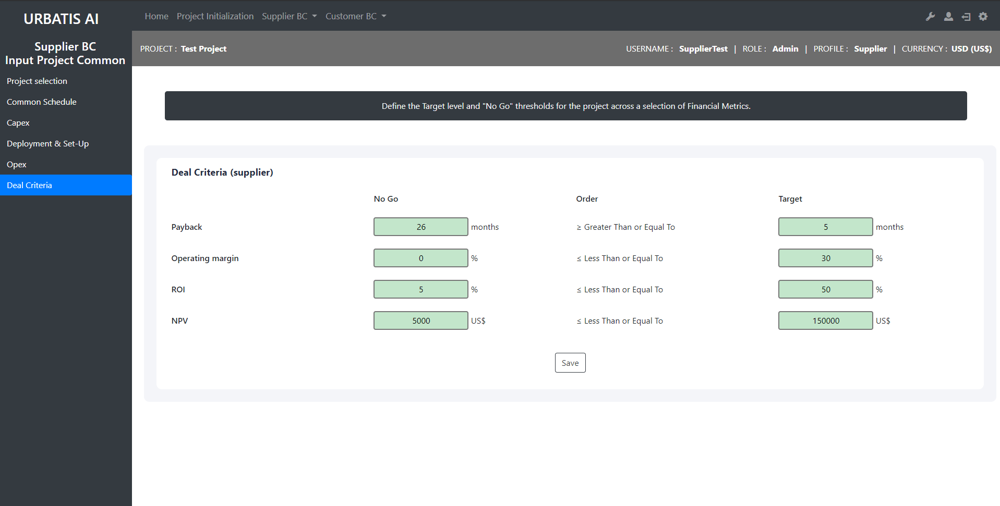 URBATIS AI
Home Project Initialization Supplier BC Customer BC
Supplier BC
Input Project Common
Project selection
Common Schedule
Capex
Deployment & Set-Up
Opex
Deal Criteria
PROJECT : Test Project
USERNAME : SupplierTest | ROLE : Admin | PROFILE : Supplier | CURRENCY : USD (US$)
Define the Target level and "No Go" thresholds for the project across a selection of Financial Metrics.
Deal Criteria (supplier)
No Go Order Target
Payback 26 months ≥ Greater Than or Equal To 5 months
Operating margin 0 % ≤ Less Than or Equal To 30 %
ROI 5 % ≤ Less Than or Equal To 50 %
NPV 5000 US$ ≤ Less Than or Equal To 150000 US$
Save